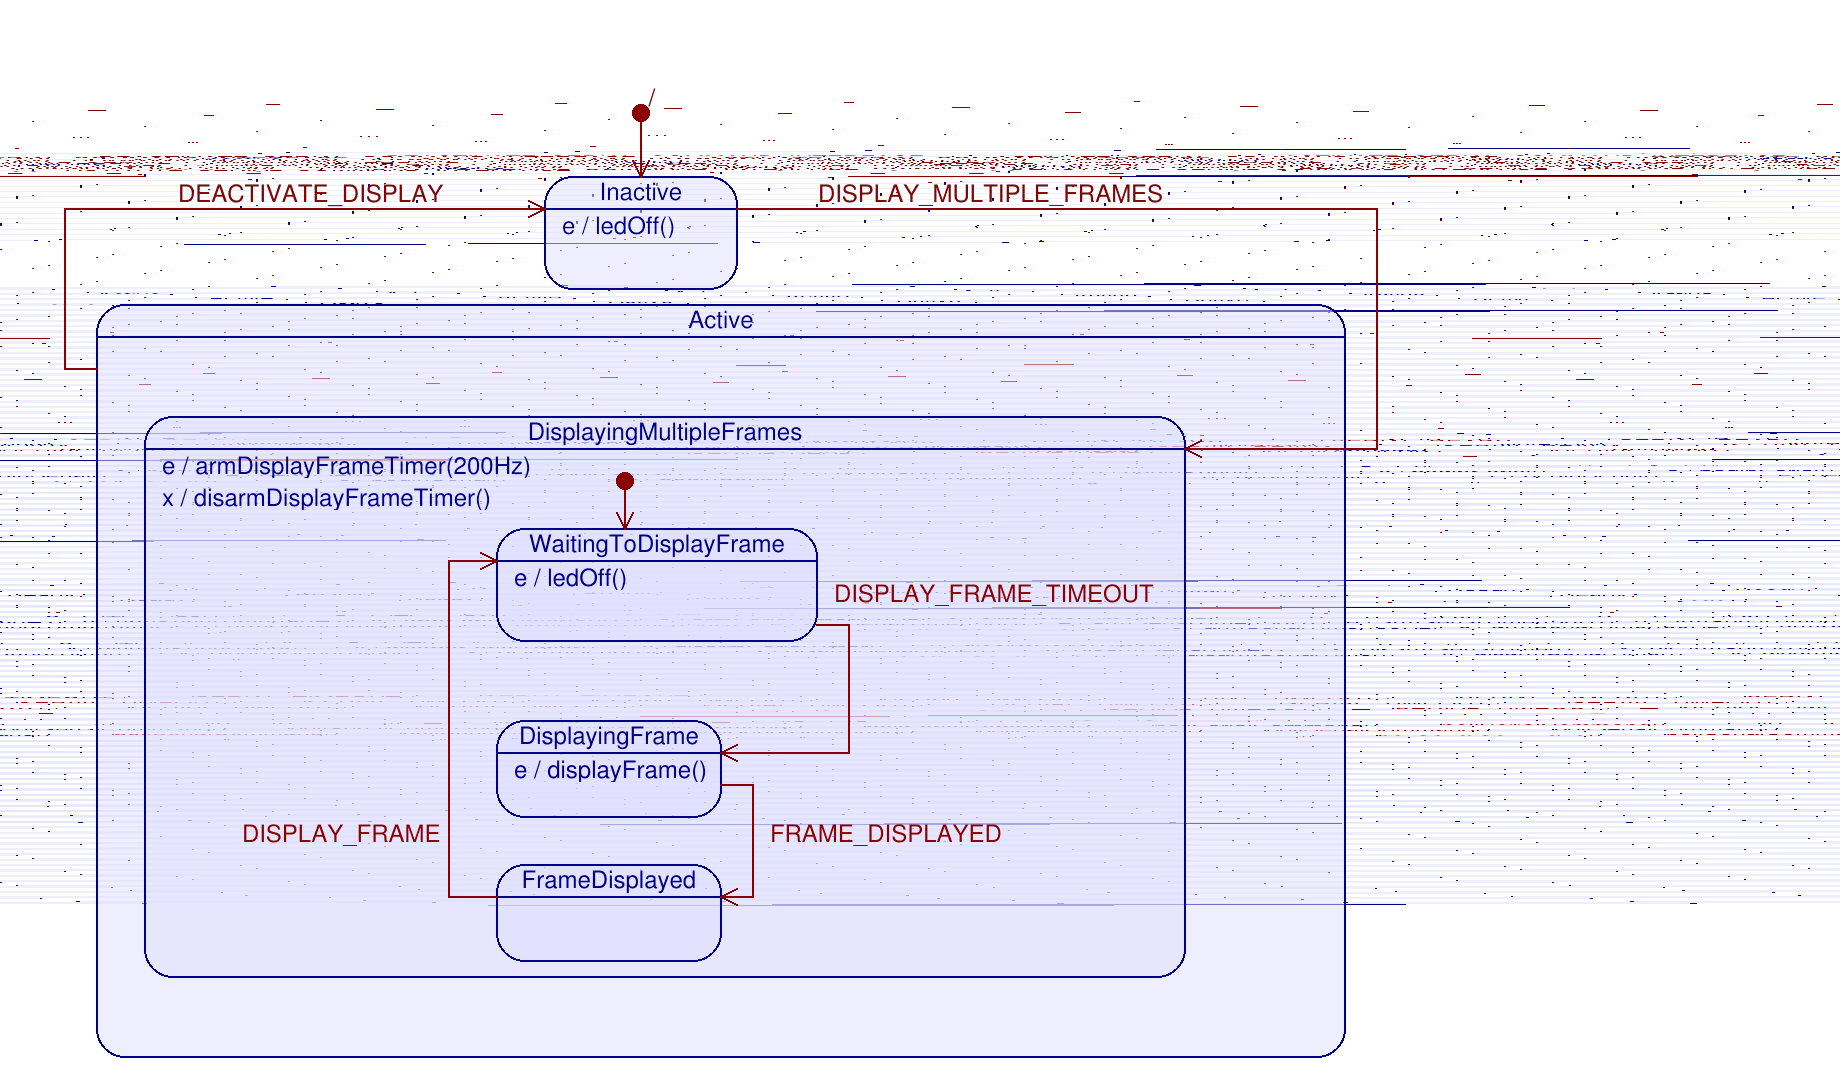 /
DEACTIVATE_DISPLAY
Inactive
DISPLAY_MULTIPLE_FRAMES
e / ledOff()
Active
DisplayingMultipleFrames
e / armDisplayFrameTimer(200Hz)
x / disarmDisplayFrameTimer()
WaitingToDisplayFrame
e / ledOff()
DISPLAY_FRAME_TIMEOUT
DisplayingFrame
e / displayFrame()
DISPLAY_FRAME
FRAME_DISPLAYED
FrameDisplayed